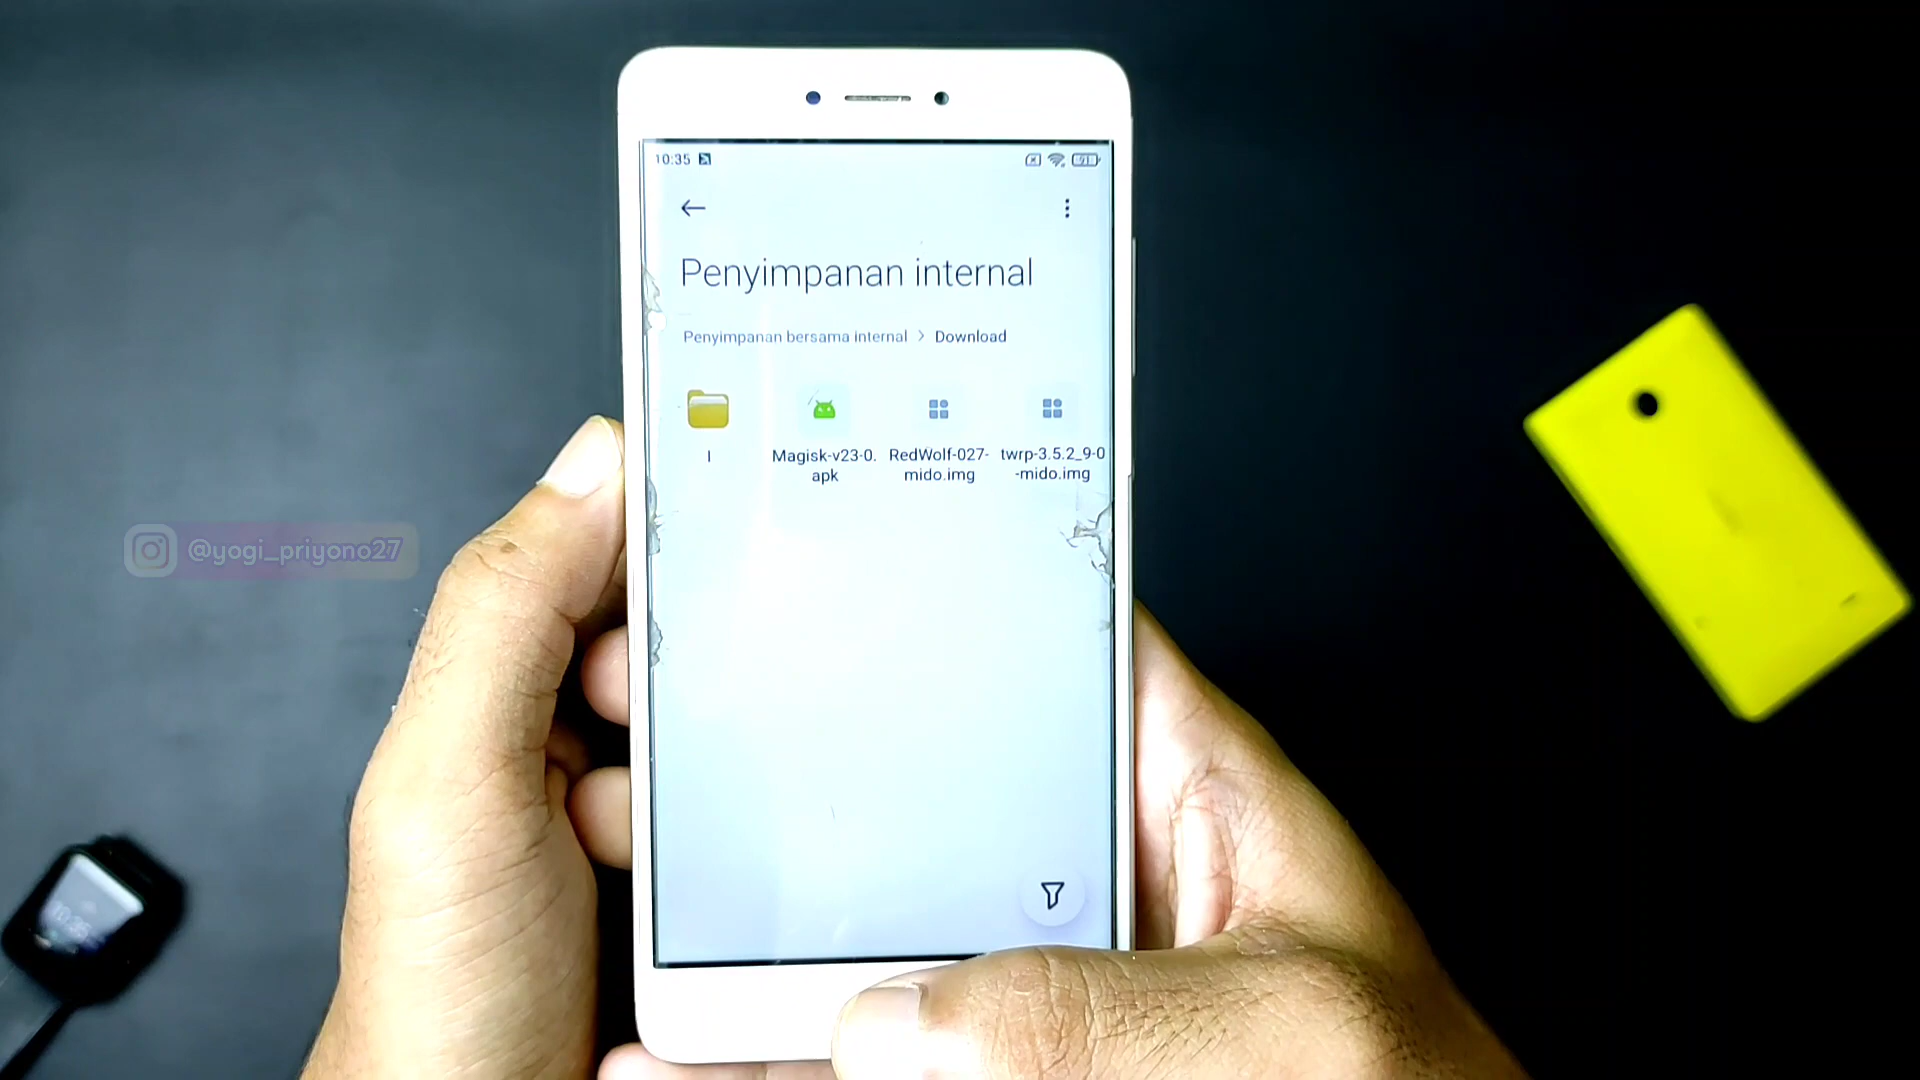 10:35
91
Penyimpanan internal
Penyimpanan bersama internal > Download
I
Magisk-v23-0.
apk
RedWolf-027-
mido.img
twrp-3.5.2_9-0
-mido.img
@yogi_priyono27